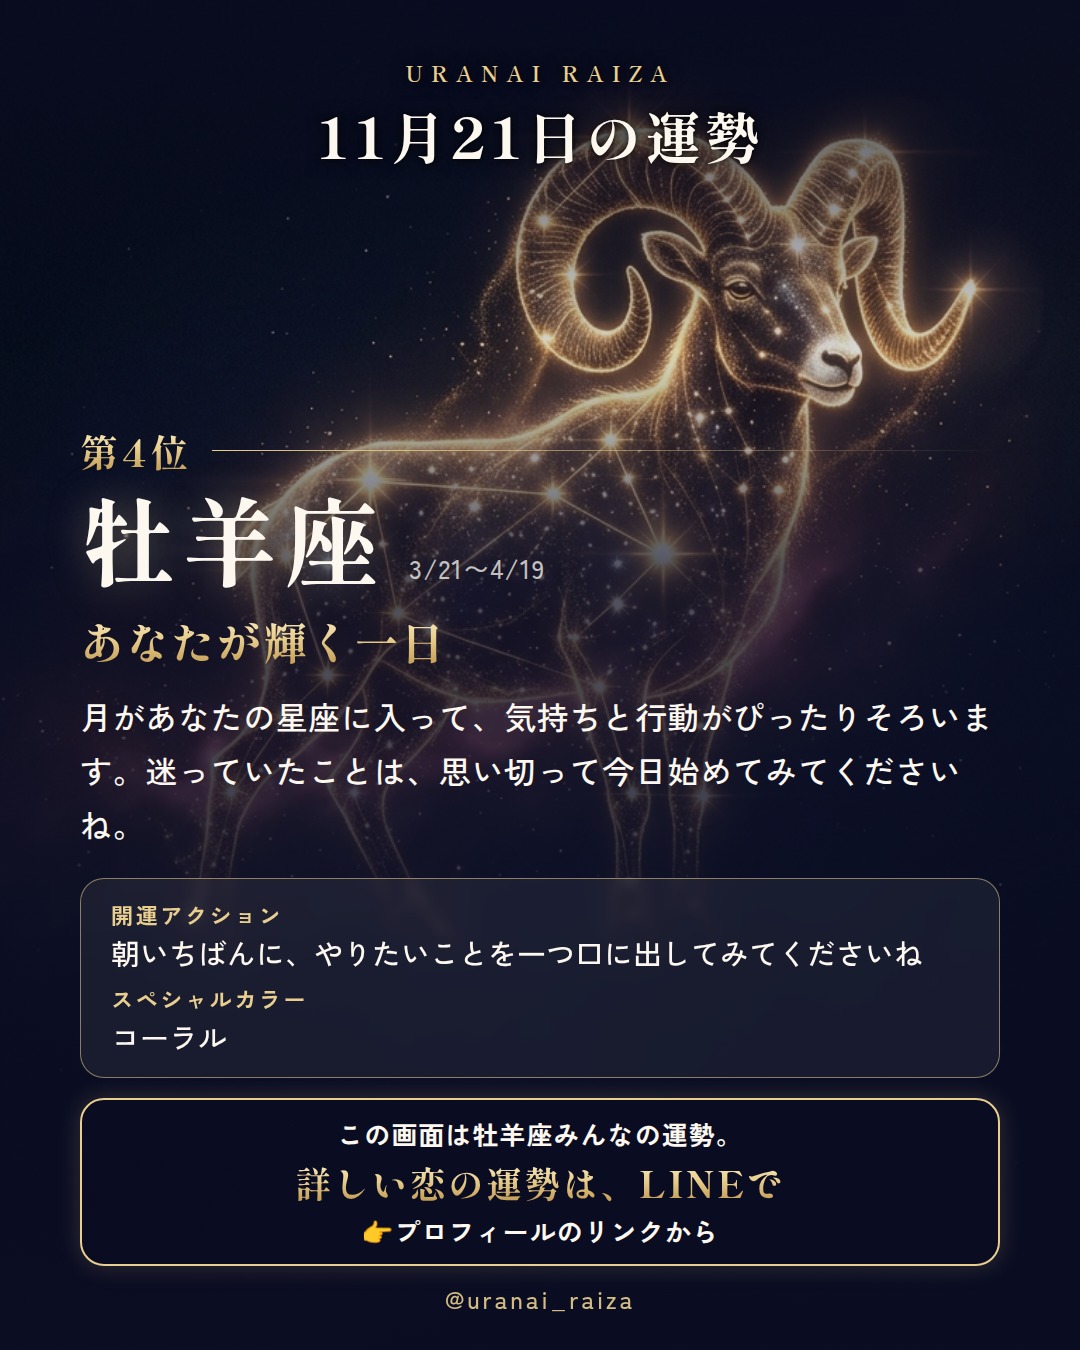 URANAI RAIZA
11月21日の運勢
第4位
牡羊座
3/21〜4/19
あなたが輝く一日
月があなたの星座に入って、気持ちと行動がぴったりそろいま
す。迷っていたことは、思い切って今日始めてみてください
ね。
開運アクション
朝いちばんに、やりたいことを一つ口に出してみてくださいね
スペシャルカラー
コーラル
この画面は牡羊座みんなの運勢。
詳しい恋の運勢は、LINEで
👉プロフィールのリンクから
@uranai_raiza